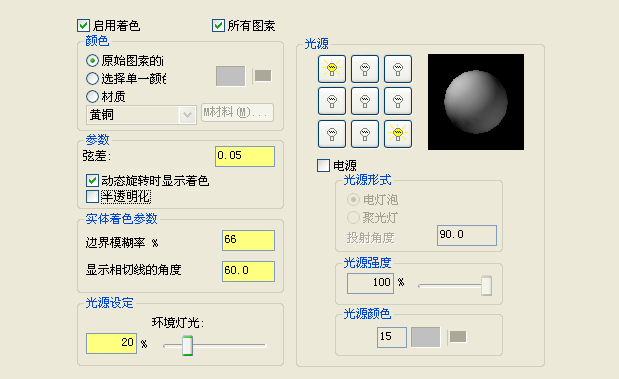 启用着色
所有图素
颜色
原始图素的
选择单一颜色
材质
黄铜
M材料(M)...
参数
弦差:
0.05
动态旋转时显示着色
半透明化
实体着色参数
边界模糊率 %
66
显示相切线的角度
60.0
光源设定
环境灯光:
20 %
光源
电源
光源形式
电灯泡
聚光灯
投射角度
90.0
光源强度
100 %
光源颜色
15